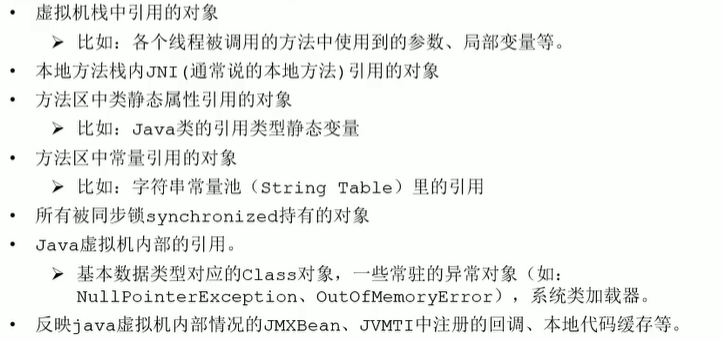 • 虚拟机栈中引用的对象
➢ 比如：各个线程被调用的方法中使用到的参数、局部变量等。
• 本地方法栈内JNI(通常说的本地方法)引用的对象
• 方法区中类静态属性引用的对象
➢ 比如：Java类的引用类型静态变量
• 方法区中常量引用的对象
➢ 比如：字符串常量池（String Table）里的引用
• 所有被同步锁synchronized持有的对象
• Java虚拟机内部的引用。
➢ 基本数据类型对应的Class对象，一些常驻的异常对象（如：
NullPointerException、OutOfMemoryError），系统类加载器。
• 反映java虚拟机内部情况的JMXBean、JVMTI中注册的回调、本地代码缓存等。